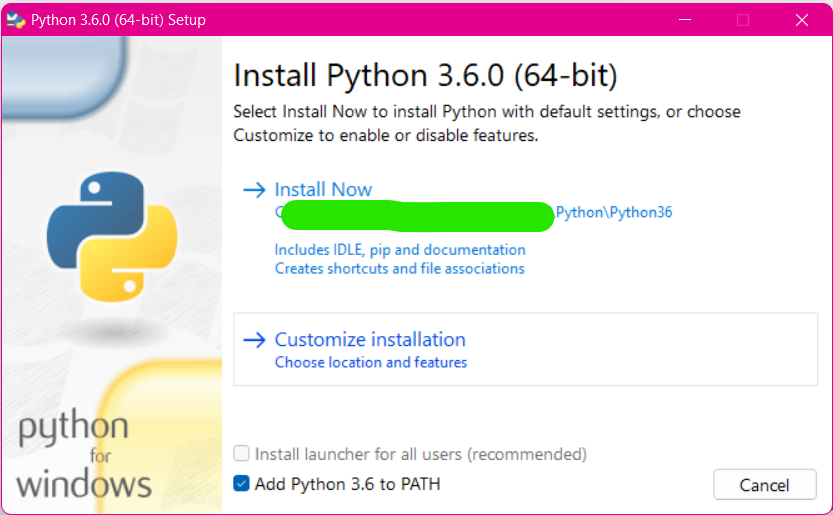 Python 3.6.0 (64-bit) Setup
Install Python 3.6.0 (64-bit)
Select Install Now to install Python with default settings, or choose
Customize to enable or disable features.
Install Now
\Python\Python36
Includes IDLE, pip and documentation
Creates shortcuts and file associations
Customize installation
Choose location and features
python
for
windows
Install launcher for all users (recommended)
Add Python 3.6 to PATH
Cancel